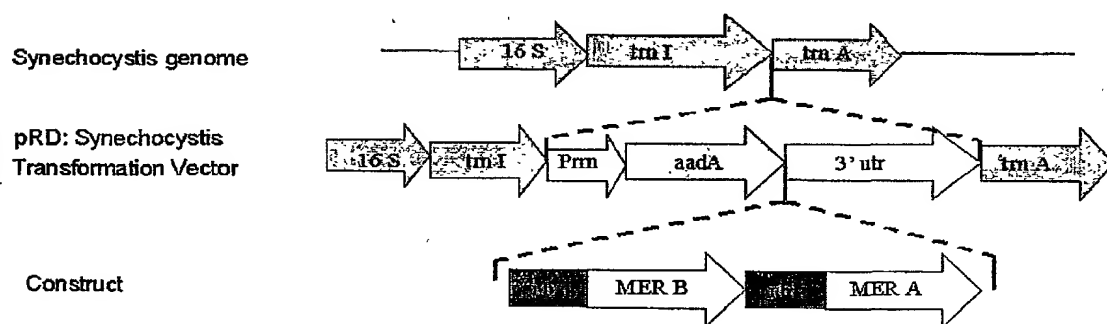 Synechocystis genome
16 S trn I trn A
pRD: Synechocystis
Transformation Vector
16 S trn I Prrn aadA 3' utr trn A
Construct
MER B MER A